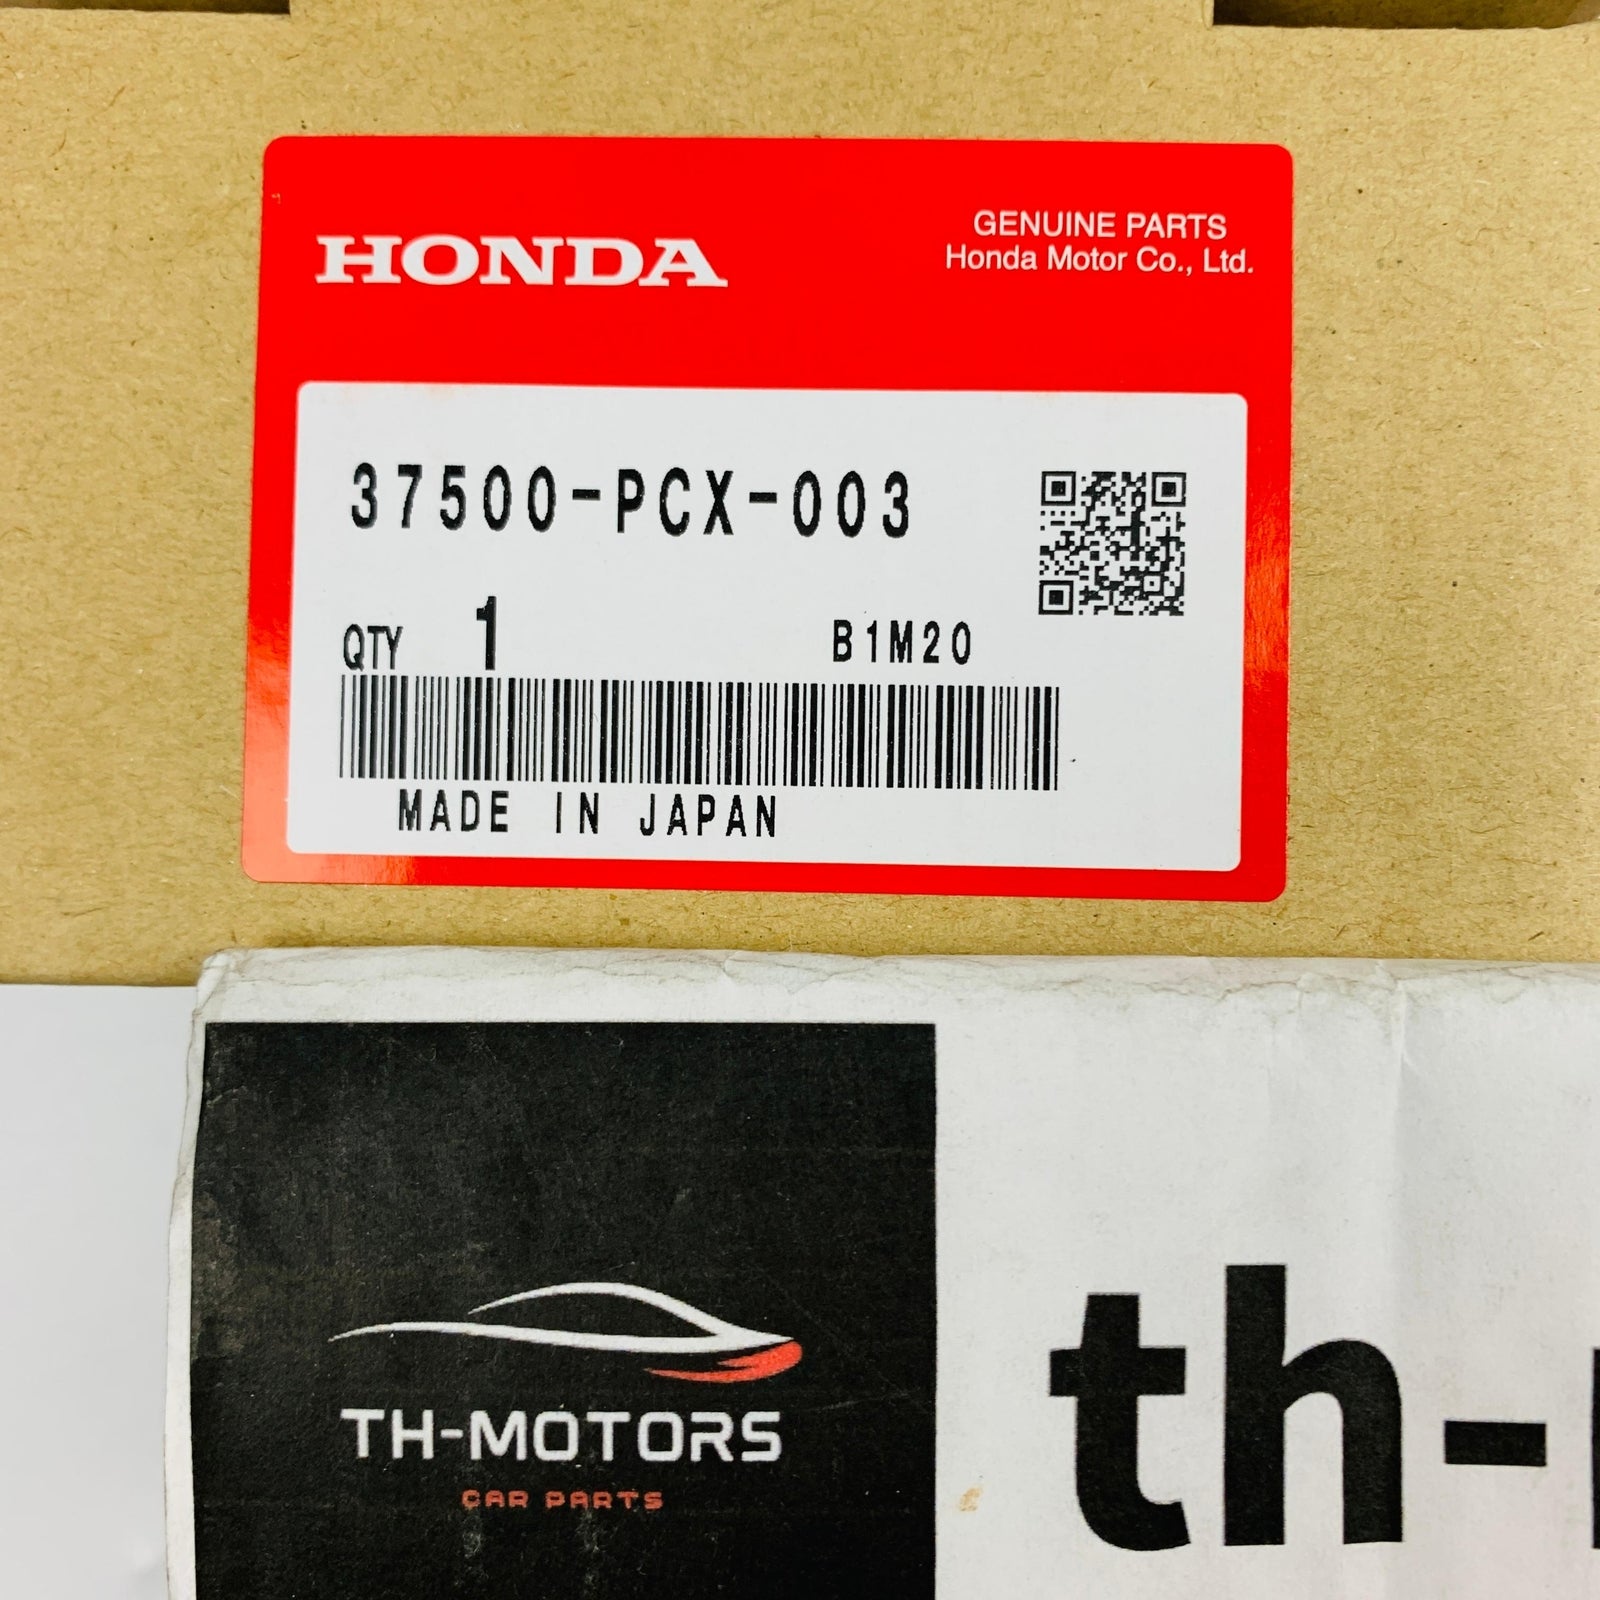 HONDA
GENUINE PARTS
Honda Motor Co., Ltd.
37500-PCX-003
QTY 1 B1M20
MADE IN JAPAN
TH-MOTORS
CAR PARTS
th-